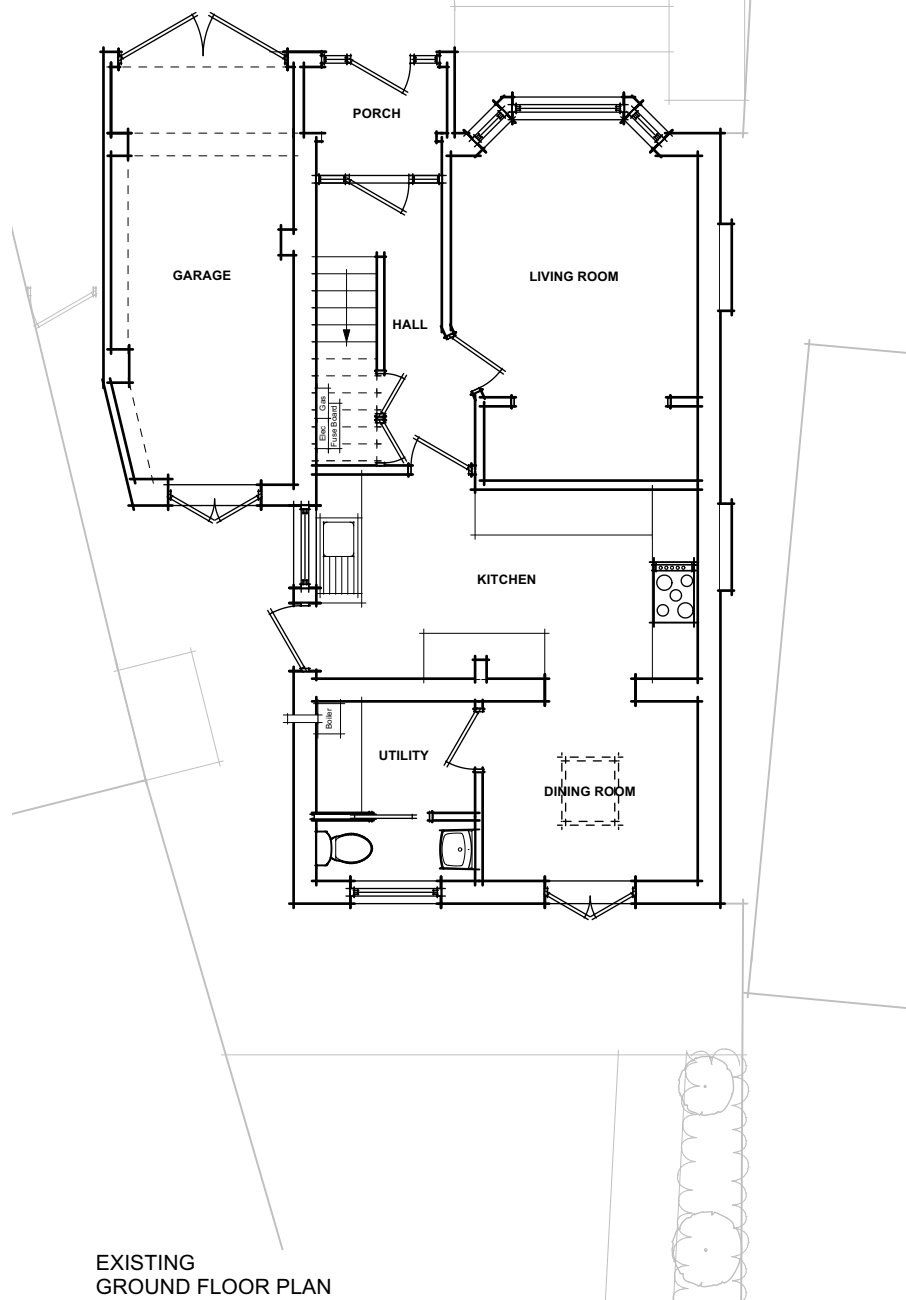 PORCH
GARAGE
LIVING ROOM
HALL
Elec
Gas
Fuse Board
KITCHEN
Boiler
UTILITY
DINING ROOM
EXISTING
GROUND FLOOR PLAN